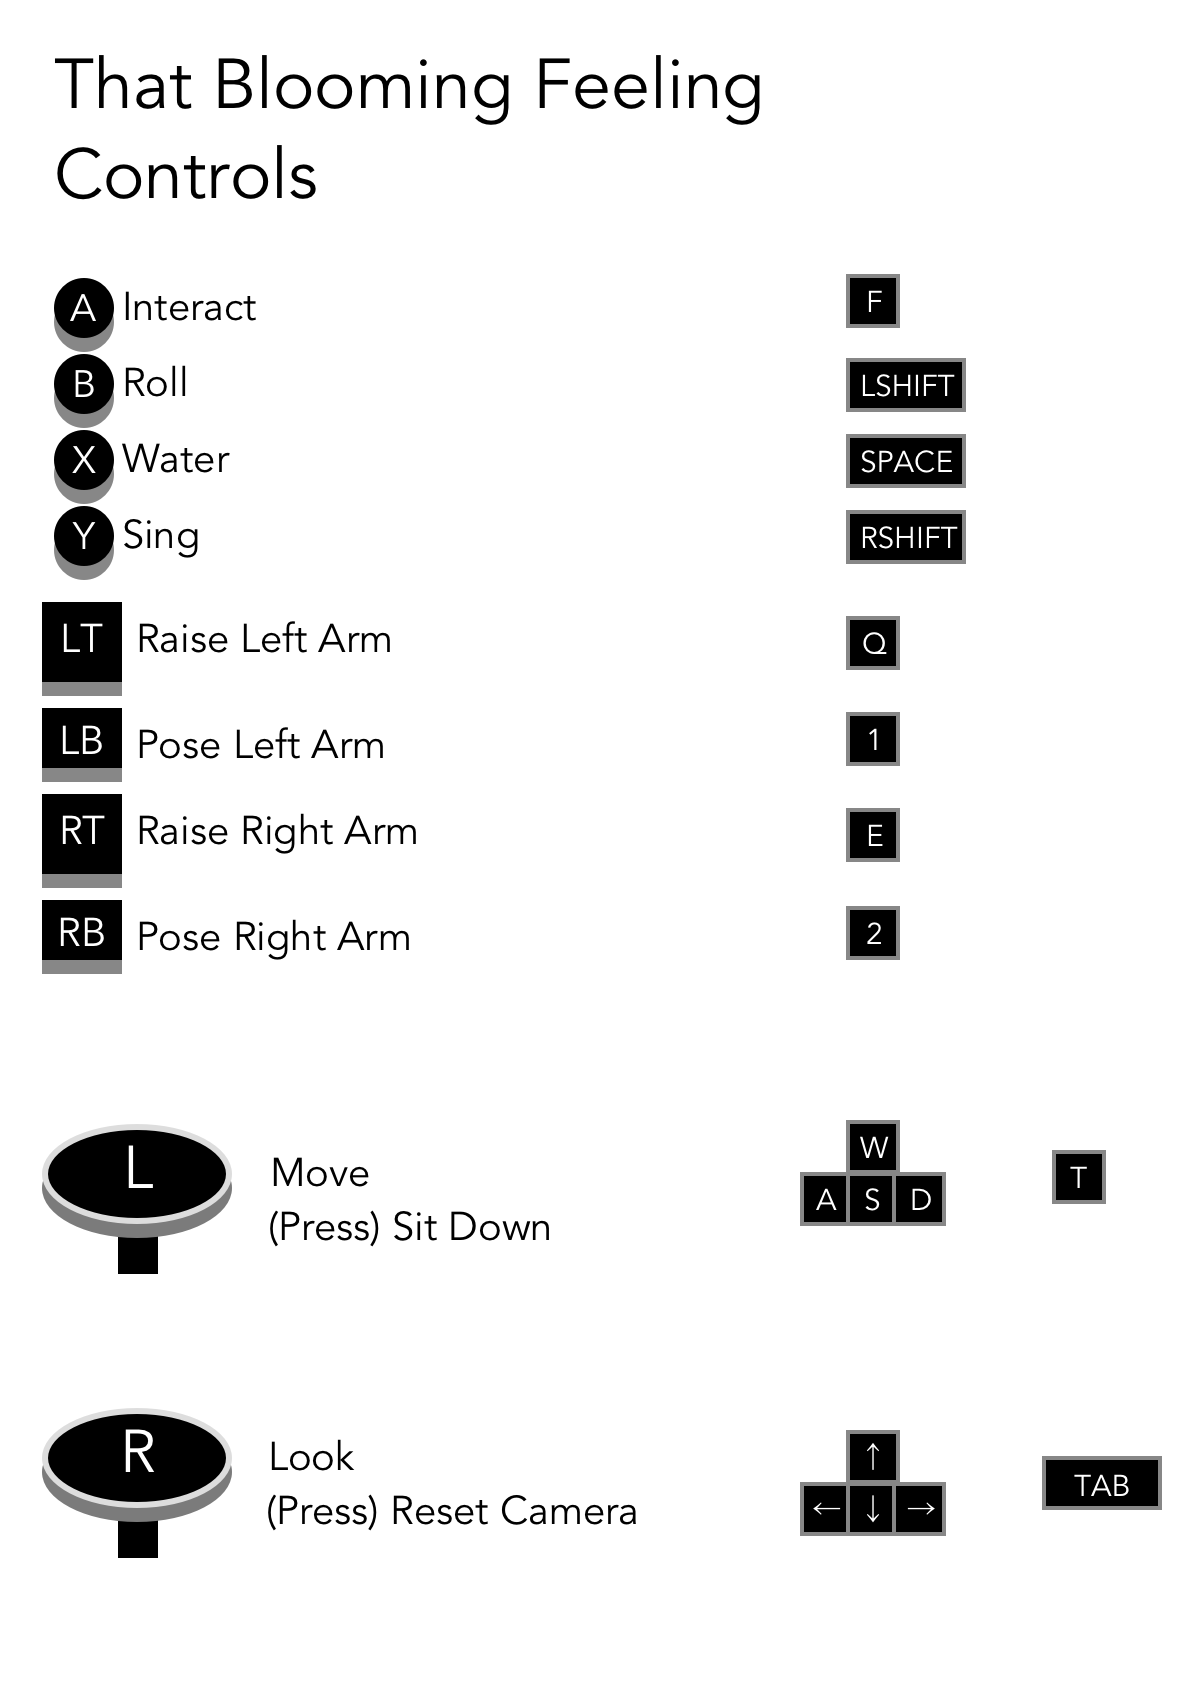 That Blooming Feeling
Controls
A Interact F
B Roll LSHIFT
X Water SPACE
Y Sing RSHIFT
LT Raise Left Arm Q
LB Pose Left Arm 1
RT Raise Right Arm E
RB Pose Right Arm 2
L Move W T
(Press) Sit Down A S D
R Look ↑ TAB
(Press) Reset Camera ← ↓ →